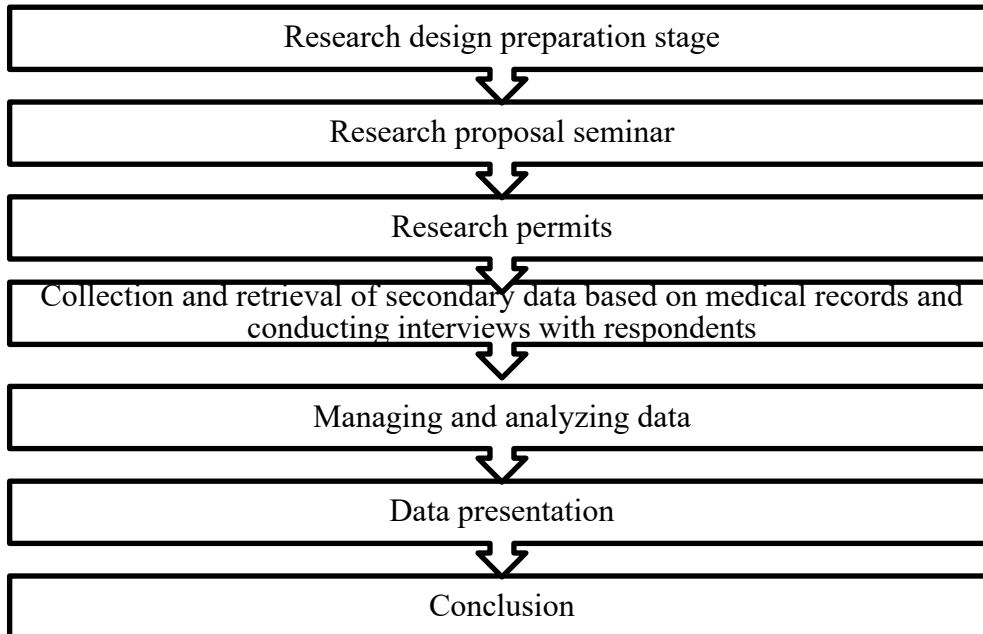 Research design preparation stage
Research proposal seminar
Research permits
Collection and retrieval of secondary data based on medical records and
conducting interviews with respondents
Managing and analyzing data
Data presentation
Conclusion